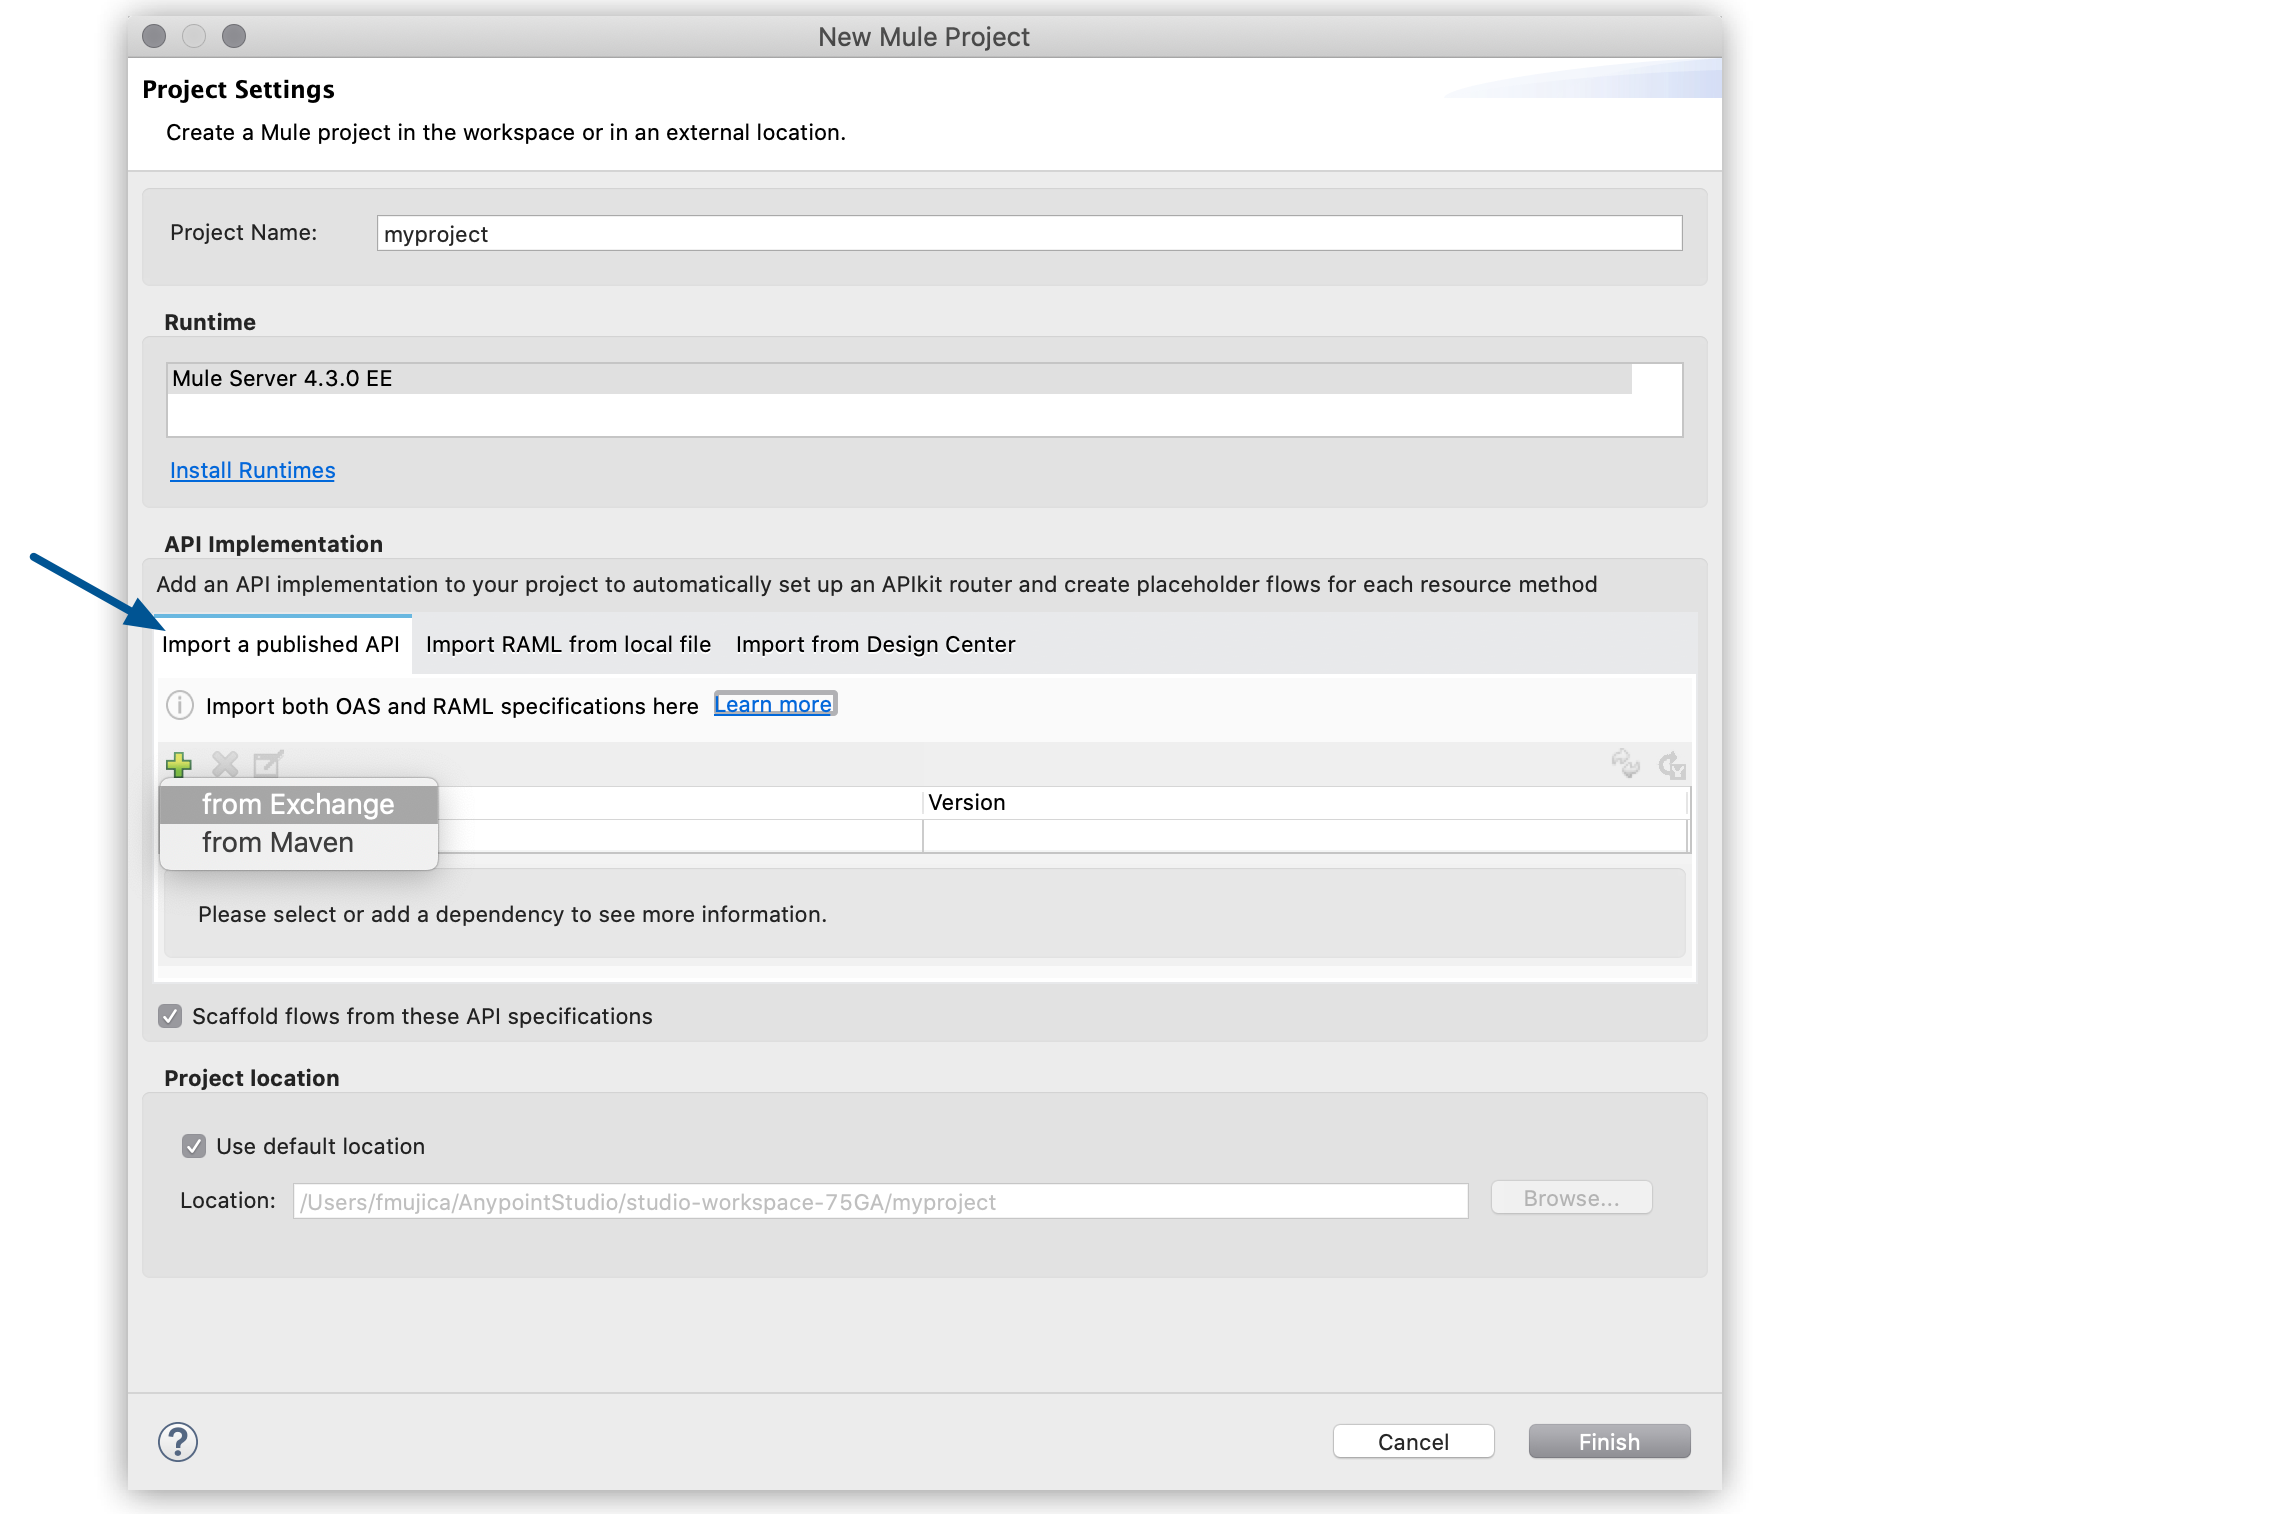 New Mule Project
Project Settings
Create a Mule project in the workspace or in an external location.
Project Name: myproject
Runtime
Mule Server 4.3.0 EE
Install Runtimes
API Implementation
Add an API implementation to your project to automatically set up an APIkit router and create placeholder flows for each resource method
Import a published API Import RAML from local file Import from Design Center
Import both OAS and RAML specifications here Learn more
from Exchange
Version
from Maven
Please select or add a dependency to see more information.
Scaffold flows from these API specifications
Project location
Use default location
Location: /Users/fmujica/AnypointStudio/studio-workspace-75GA/myproject Browse...
? Cancel Finish